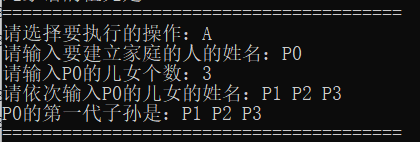 请选择要执行的操作：A
请输入要建立家庭的人的姓名：P0
请输入P0的儿女个数：3
请依次输入P0的儿女的姓名：P1 P2 P3
P0的第一代子孙是：P1 P2 P3